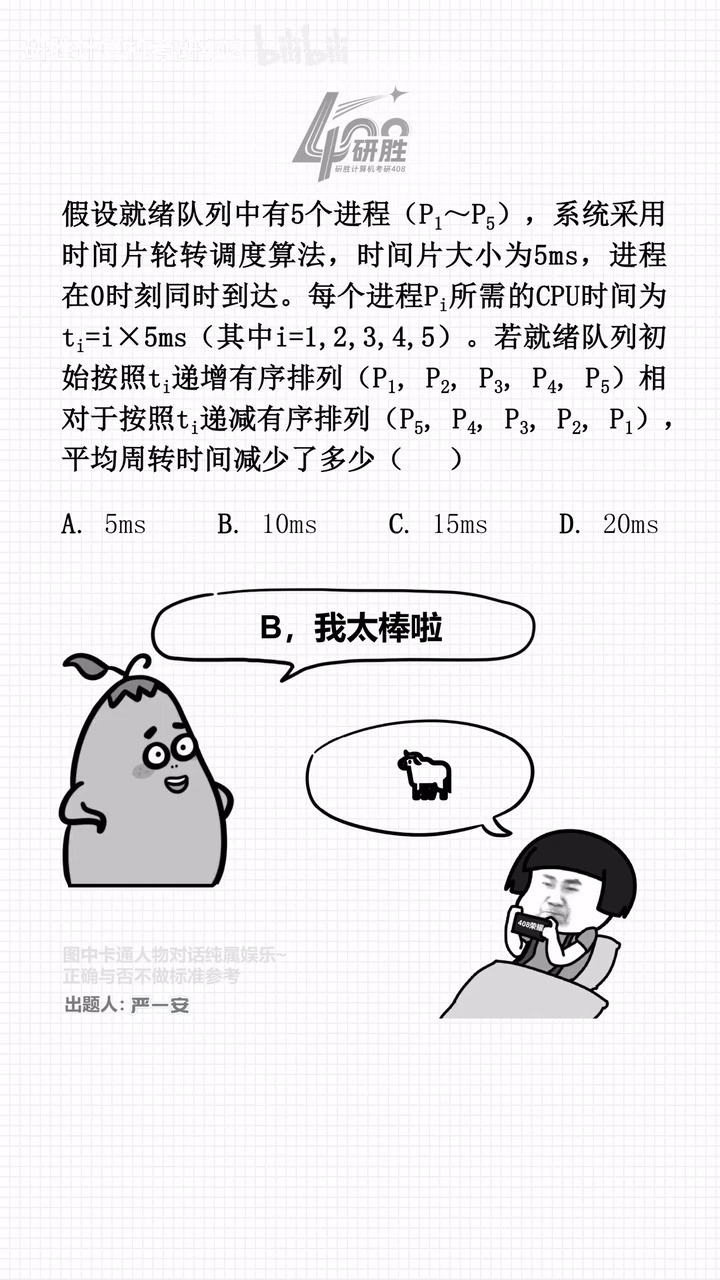 bilibili
408
研胜
研胜计算机考研408
假设就绪队列中有5个进程（P₁～P₅），系统采用
时间片轮转调度算法，时间片大小为5ms，进程
在0时刻同时到达。每个进程Pᵢ所需的CPU时间为
tᵢ=i×5ms（其中i=1,2,3,4,5）。若就绪队列初
始按照tᵢ递增有序排列（P₁, P₂, P₃, P₄, P₅）相
对于按照tᵢ递减有序排列（P₅, P₄, P₃, P₂, P₁），
平均周转时间减少了多少（ ）
A. 5ms B. 10ms C. 15ms D. 20ms
B，我太棒啦
408荣耀
图中卡通人物对话纯属娱乐~
正确与否不做标准参考
出题人：严一安